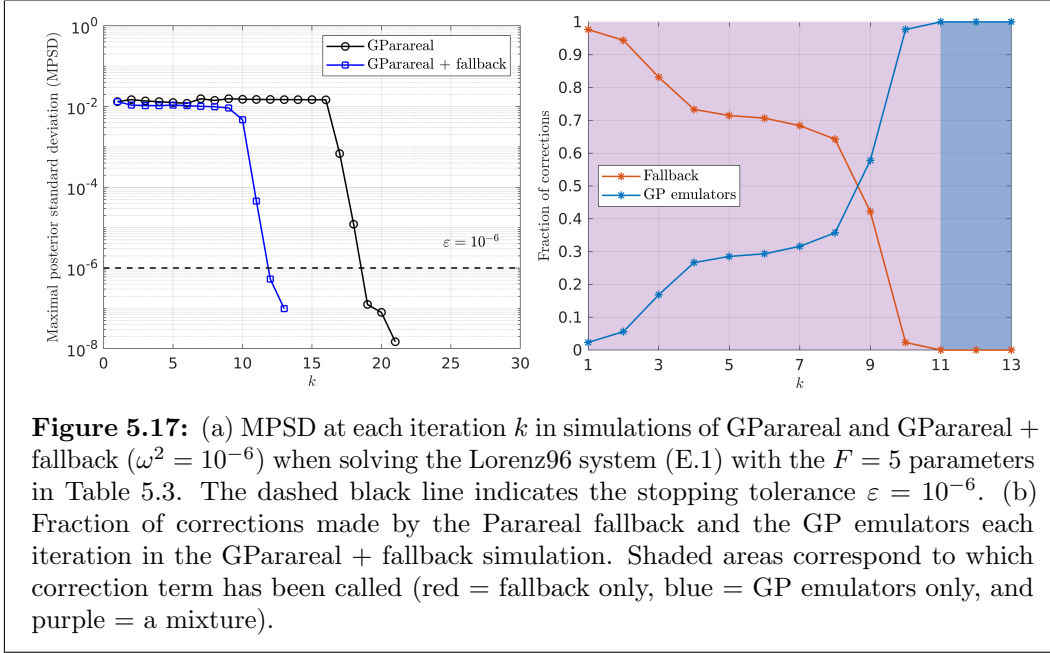 Maximal posterior standard deviation (MPSD)
10^0
10^-2
10^-4
10^-6
10^-8
GParareal
GParareal + fallback
ε = 10^-6
0 5 10 15 20 25 30
k
Fraction of corrections
1
0.9
0.8
0.7
0.6
0.5
0.4
0.3
0.2
0.1
0
Fallback
GP emulators
1 3 5 7 9 11 13
k
Figure 5.17: (a) MPSD at each iteration k in simulations of GParareal and GParareal +
fallback (ω² = 10⁻⁶) when solving the Lorenz96 system (E.1) with the F = 5 parameters
in Table 5.3. The dashed black line indicates the stopping tolerance ε = 10⁻⁶. (b)
Fraction of corrections made by the Parareal fallback and the GP emulators each
iteration in the GParareal + fallback simulation. Shaded areas correspond to which
correction term has been called (red = fallback only, blue = GP emulators only, and
purple = a mixture).